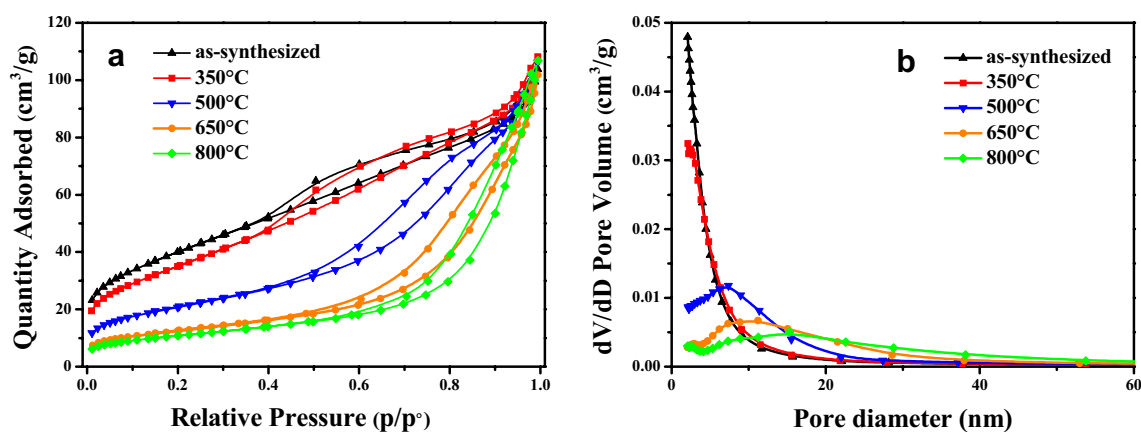 a
as-synthesized
350°C
500°C
650°C
800°C
Quantity Adsorbed (cm³/g)
120
100
80
60
40
20
0
0.0 0.2 0.4 0.6 0.8 1.0
Relative Pressure (p/p°)
b
as-synthesized
350°C
500°C
650°C
800°C
dV/dD Pore Volume (cm³/g)
0.05
0.04
0.03
0.02
0.01
0.00
0 20 40 60
Pore diameter (nm)